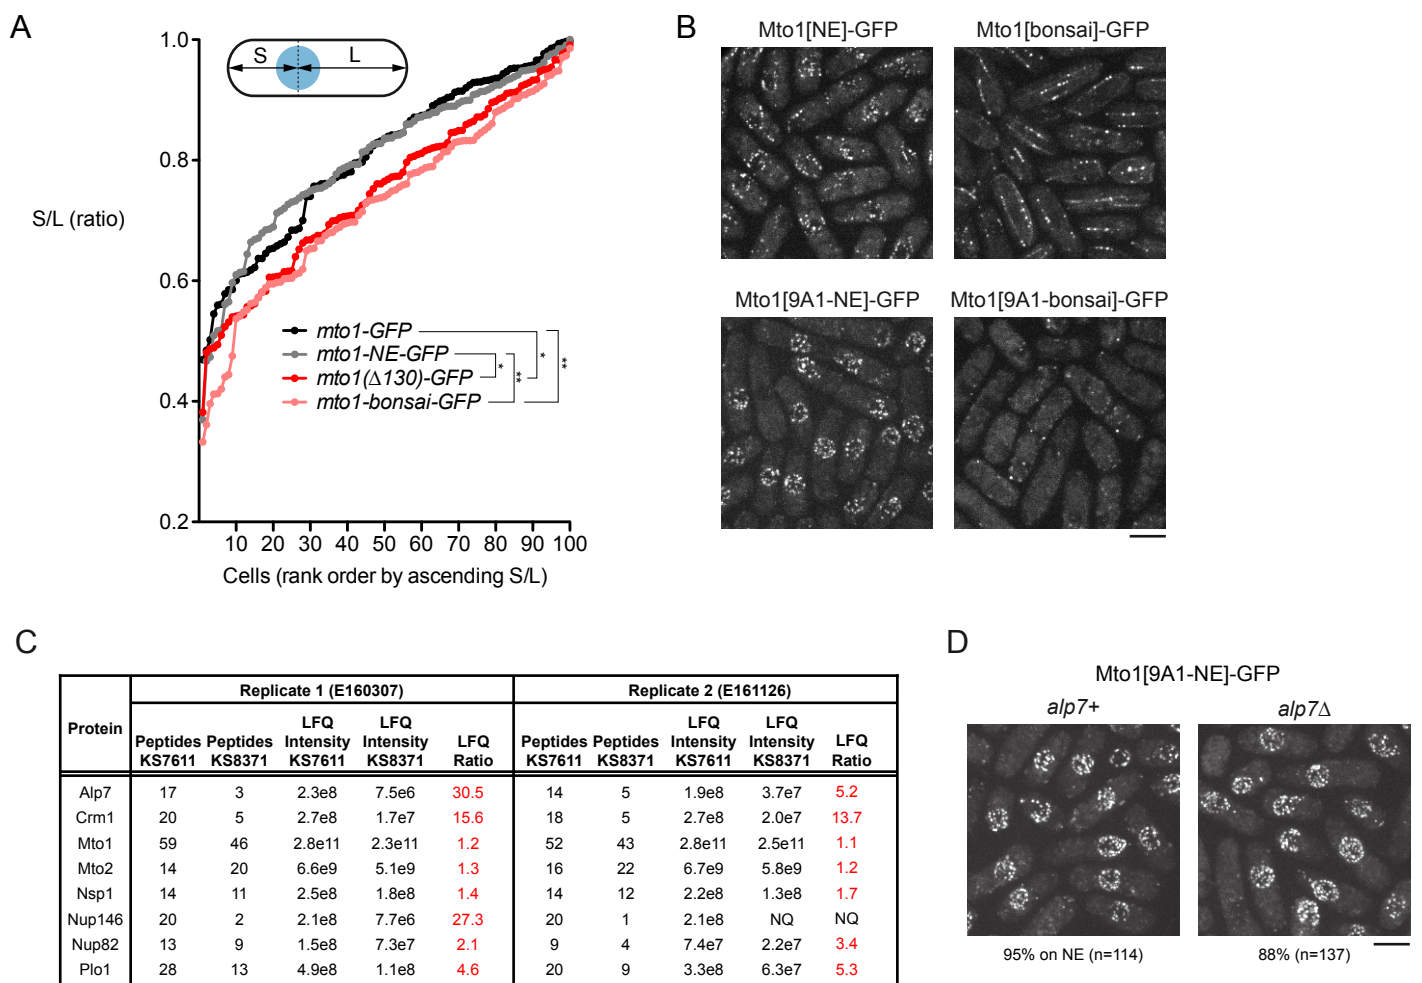 A
S/L (ratio)
1.0
0.8
0.6
0.4
0.2
S
L
mto1-GFP
mto1-NE-GFP
mto1(Δ130)-GFP
mto1-bonsai-GFP
*
**
*
**
10 20 30 40 50 60 70 80 90 100
Cells (rank order by ascending S/L)
B
Mto1[NE]-GFP Mto1[bonsai]-GFP
Mto1[9A1-NE]-GFP Mto1[9A1-bonsai]-GFP
C
Replicate 1 (E160307) Replicate 2 (E161126)
Protein Peptides KS7611 Peptides KS8371 LFQ Intensity KS7611 LFQ Intensity KS8371 LFQ Ratio Peptides KS7611 Peptides KS8371 LFQ Intensity KS7611 LFQ Intensity KS8371 LFQ Ratio
Alp7 17 3 2.3e8 7.5e6 30.5 14 5 1.9e8 3.7e7 5.2
Crm1 20 5 2.7e8 1.7e7 15.6 18 5 2.7e8 2.0e7 13.7
Mto1 59 46 2.8e11 2.3e11 1.2 52 43 2.8e11 2.5e11 1.1
Mto2 14 20 6.6e9 5.1e9 1.3 16 22 6.7e9 5.8e9 1.2
Nsp1 14 11 2.5e8 1.8e8 1.4 14 12 2.2e8 1.3e8 1.7
Nup146 20 2 2.1e8 7.7e6 27.3 20 1 2.1e8 NQ NQ
Nup82 13 9 1.5e8 7.3e7 2.1 9 4 7.4e7 2.2e7 3.4
Plo1 28 13 4.9e8 1.1e8 4.6 20 9 3.3e8 6.3e7 5.3
D
Mto1[9A1-NE]-GFP
alp7+ alp7Δ
95% on NE (n=114) 88% (n=137)